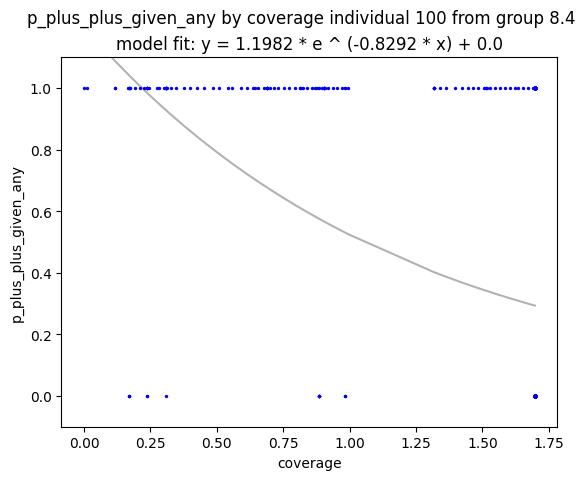 p_plus_plus_given_any by coverage individual 100 from group 8.4
model fit: y = 1.1982 * e ^ (-0.8292 * x) + 0.0
1.0
0.8
0.6
0.4
0.2
0.0
p_plus_plus_given_any
0.00 0.25 0.50 0.75 1.00 1.25 1.50 1.75
coverage